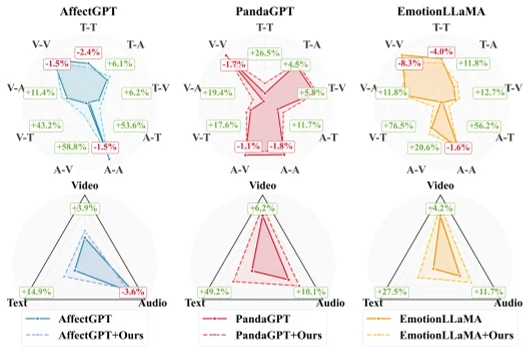 AffectGPT
PandaGPT
EmotionLLaMA
T-T
T-T
T-T
V-V
-2.4%
T-A
V-V
+26.5%
T-A
V-V
-4.0%
T-A
-1.5%
+6.1%
-1.7%
+4.5%
-8.3%
+11.8%
V-A
+11.4%
+6.2%
T-V
V-A
+19.4%
+5.8%
T-V
V-A
+11.8%
+12.7%
T-V
+43.2%
+53.6%
+17.6%
+11.7%
+76.5%
+56.2%
V-T
A-T
V-T
A-T
V-T
A-T
+58.8%
-1.5%
-1.1%
-1.8%
+20.6%
-1.6%
A-V
A-A
A-V
A-A
A-V
A-A
Video
Video
Video
+3.9%
+6.2%
+4.2%
+14.9%
-3.6%
+49.2%
+10.1%
+27.5%
+11.7%
Text
Audio
Text
Audio
Text
Audio
AffectGPT
PandaGPT
EmotionLLaMA
AffectGPT+Ours
PandaGPT+Ours
EmotionLLaMA+Ours